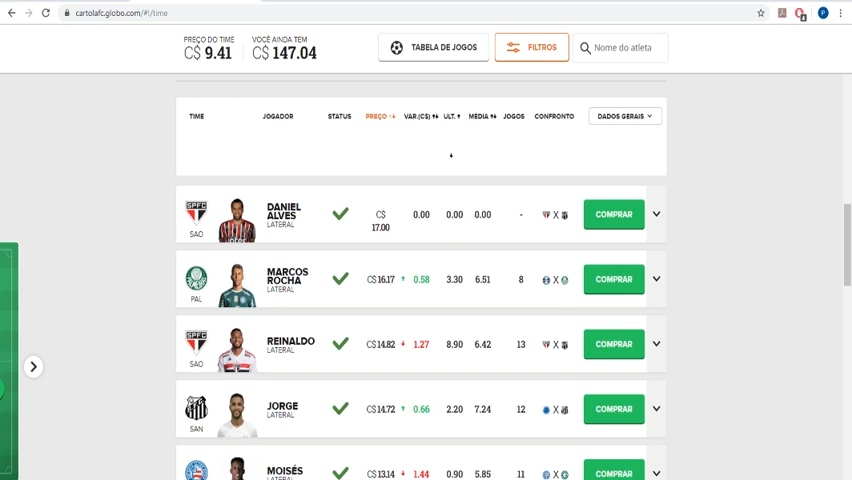 cartolafc.globo.com/#!/time
P
PREÇO DO TIME
C$ 9.41
VOCÊ AINDA TEM
C$ 147.04
TABELA DE JOGOS
FILTROS
Nome do atleta
TIME JOGADOR STATUS PREÇO VAR.(C$) ULT. MÉDIA JOGOS CONFRONTO DADOS GERAIS
SPFC
SAO
DANIEL
ALVES
LATERAL
C$
17.00
0.00 0.00 0.00 - X COMPRAR
PAL
MARCOS
ROCHA
LATERAL
C$ 16.17 0.58 3.30 6.51 8 X COMPRAR
SPFC
SAO
REINALDO
LATERAL
C$ 14.82 1.27 8.90 6.42 13 X COMPRAR
SAN
JORGE
LATERAL
C$ 14.72 0.66 2.20 7.24 12 X COMPRAR
MOISÉS
LATERAL
C$ 13.14 1.44 0.90 5.85 11 X COMPRAR